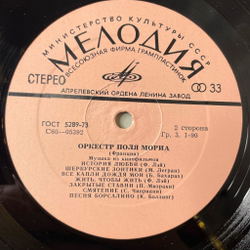 МИНИСТЕРСТВО КУЛЬТУРЫ СССР
МЕЛОДИЯ
ВСЕСОЮЗНАЯ ФИРМА ГРАМПЛАСТИНОК
СТЕРЕО
33
АПРЕЛЕВСКИЙ ОРДЕНА ЛЕНИНА ЗАВОД
ГОСТ 5289-73
2 сторона
С60—05392
Гр. 3. 1-90
ОРКЕСТР ПОЛЯ МОРИА
(Франция)
Музыка из кинофильмов
ИСТОРИЯ ЛЮБВИ (Ф. Лэй)
ШЕРБУРСКИЕ ЗОНТИКИ (М. Легран)
ВСЕ КАПЛИ ДОЖДЯ МОИ (Б. Бакарак)
ЖИТЬ, ЧТОБЫ ЖИТЬ (Ф. Лэй)
ЗАКРЫТЫЕ СТАВНИ
СМЯТЕНИЕ
ПЕСНЯ БОРСАЛИНО (К. Боллинг)